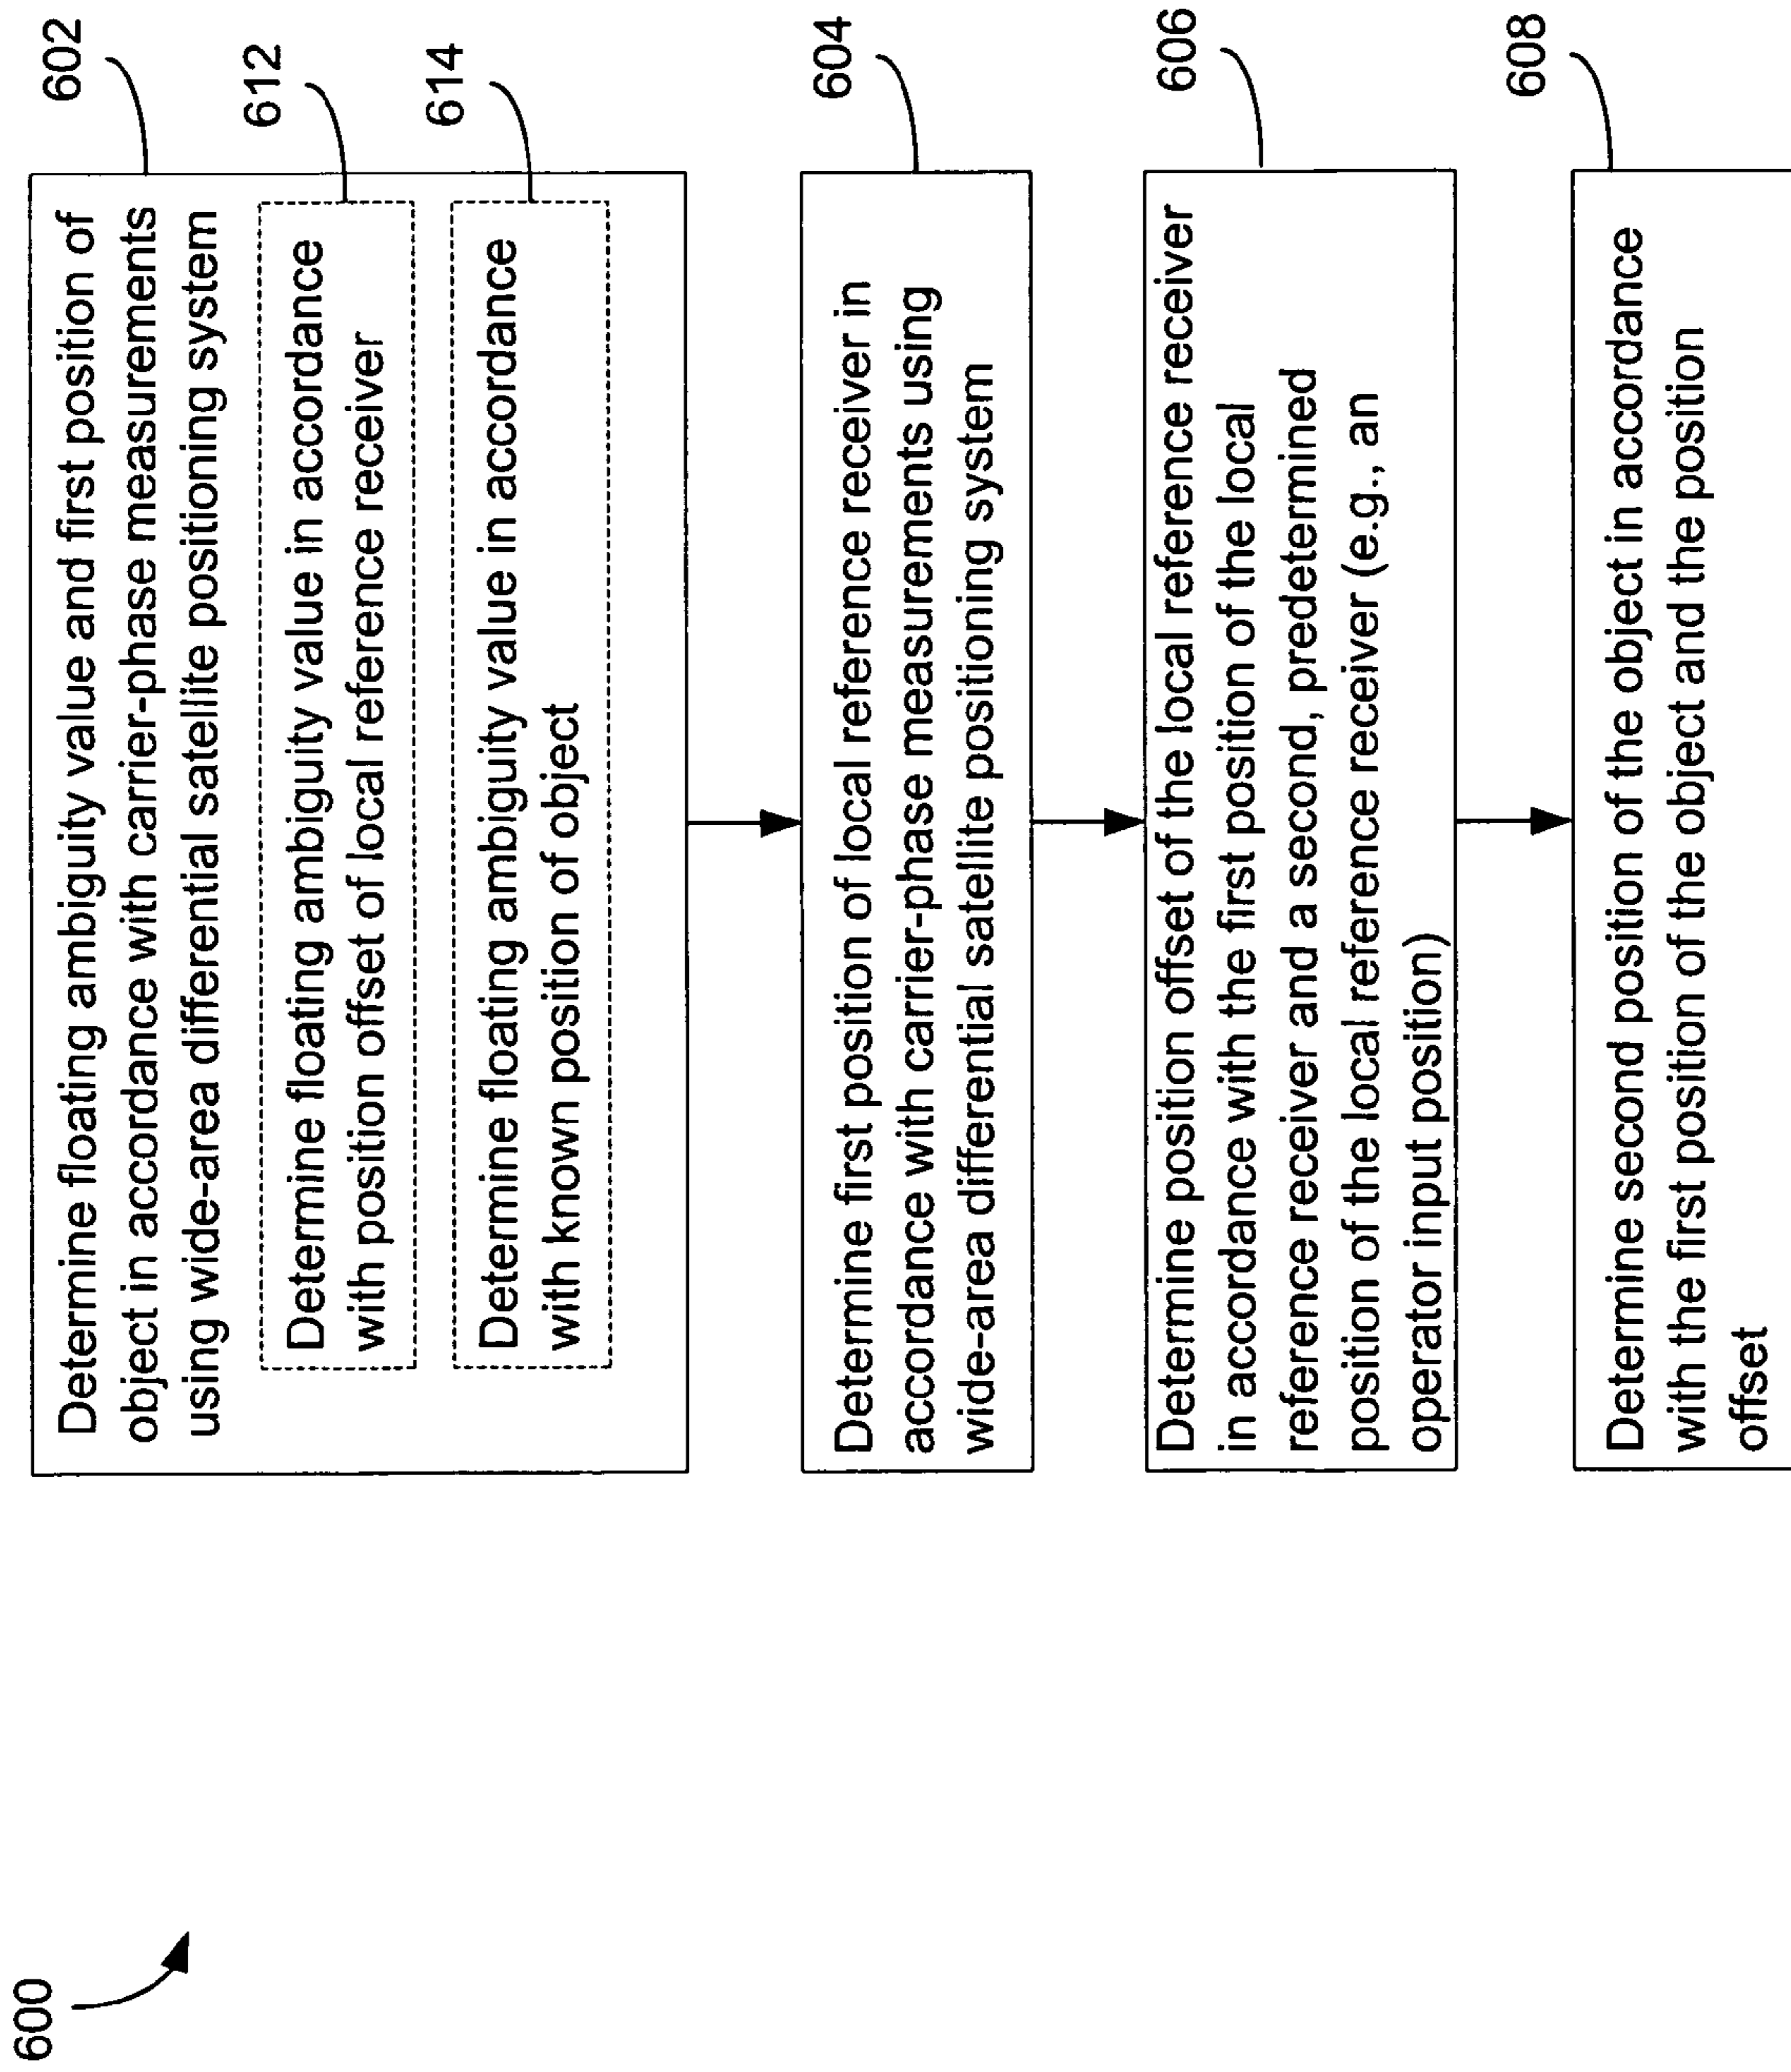 600
602
Determine floating ambiguity value and first position of
object in accordance with carrier-phase measurements
using wide-area differential satellite positioning system
612
Determine floating ambiguity value in accordance
with position offset of local reference receiver
614
Determine floating ambiguity value in accordance
with known position of object
604
Determine first position of local reference receiver in
accordance with carrier-phase measurements using
wide-area differential satellite positioning system
606
Determine position offset of the local reference receiver
in accordance with the first position of the local
reference receiver and a second, predetermined
position of the local reference receiver (e.g., an
operator input position)
608
Determine second position of the object in accordance
with the first position of the object and the position
offset